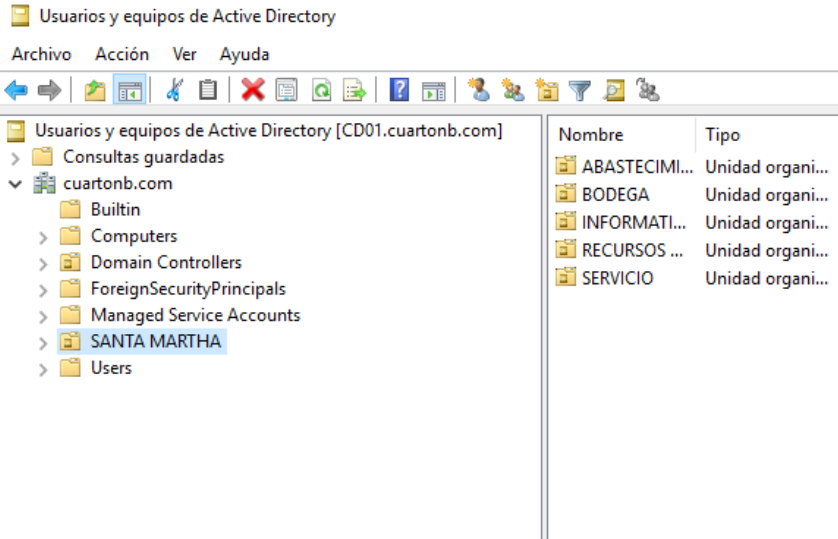 Usuarios y equipos de Active Directory
Archivo Acción Ver Ayuda
Usuarios y equipos de Active Directory [CD01.cuartonb.com]
Consultas guardadas
cuartonb.com
Builtin
Computers
Domain Controllers
ForeignSecurityPrincipals
Managed Service Accounts
SANTA MARTHA
Users
Nombre Tipo
ABASTECIMI... Unidad organi...
BODEGA Unidad organi...
INFORMATI... Unidad organi...
RECURSOS ... Unidad organi...
SERVICIO Unidad organi...